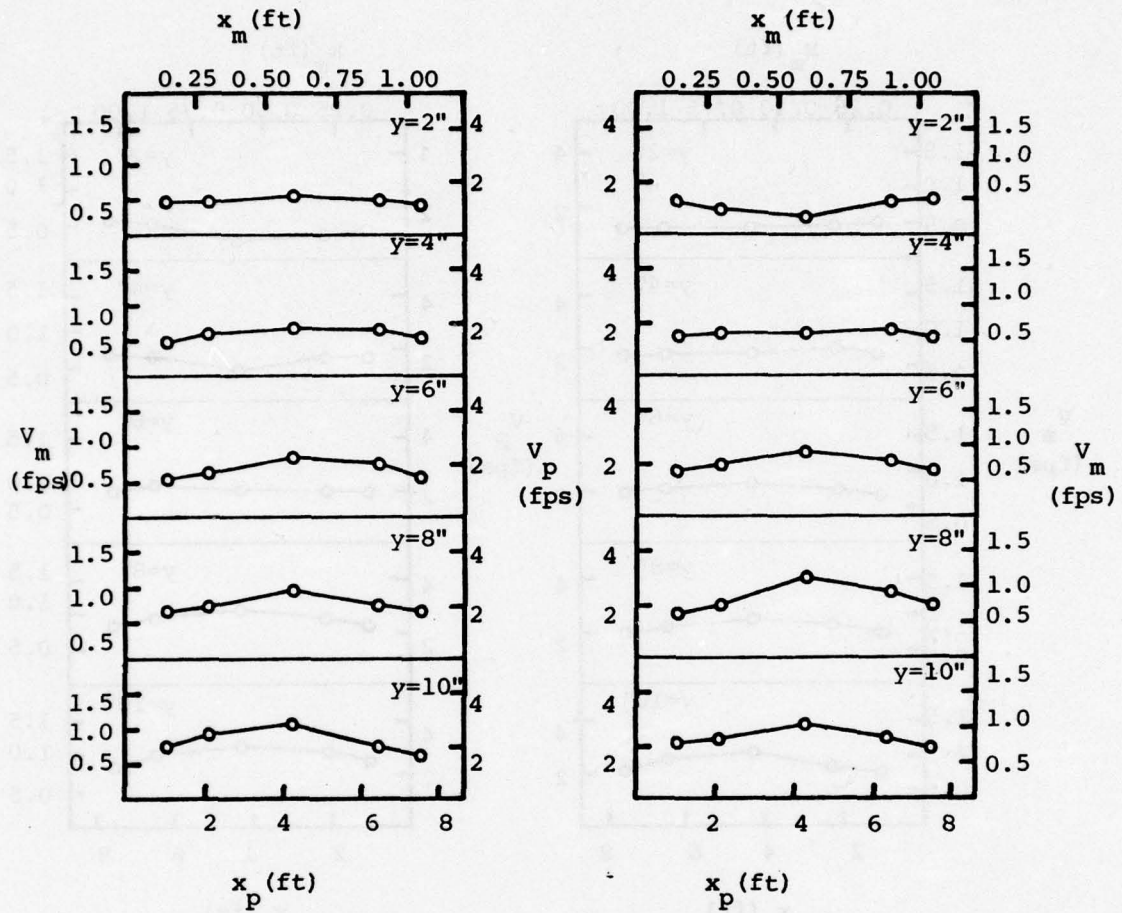 x_m (ft) x_m (ft)
0.25 0.50 0.75 1.00 0.25 0.50 0.75 1.00
y=2" y=2"
1.5 4 4 1.5
1.0 1.0
0.5 2 2 0.5
y=4" y=4"
1.5 4 4 1.5
1.0 1.0
0.5 2 2 0.5
y=6" y=6"
1.5 4 4 1.5
V_m 1.0 V_p 1.0 V_m
(fps) 0.5 2 (fps) 2 0.5 (fps)
y=8" y=8"
1.5 4 4 1.5
1.0 1.0
0.5 2 2 0.5
y=10" y=10"
1.5 4 4 1.5
1.0 1.0
0.5 2 2 0.5
2 4 6 8 2 4 6 8
x_p (ft) x_p (ft)